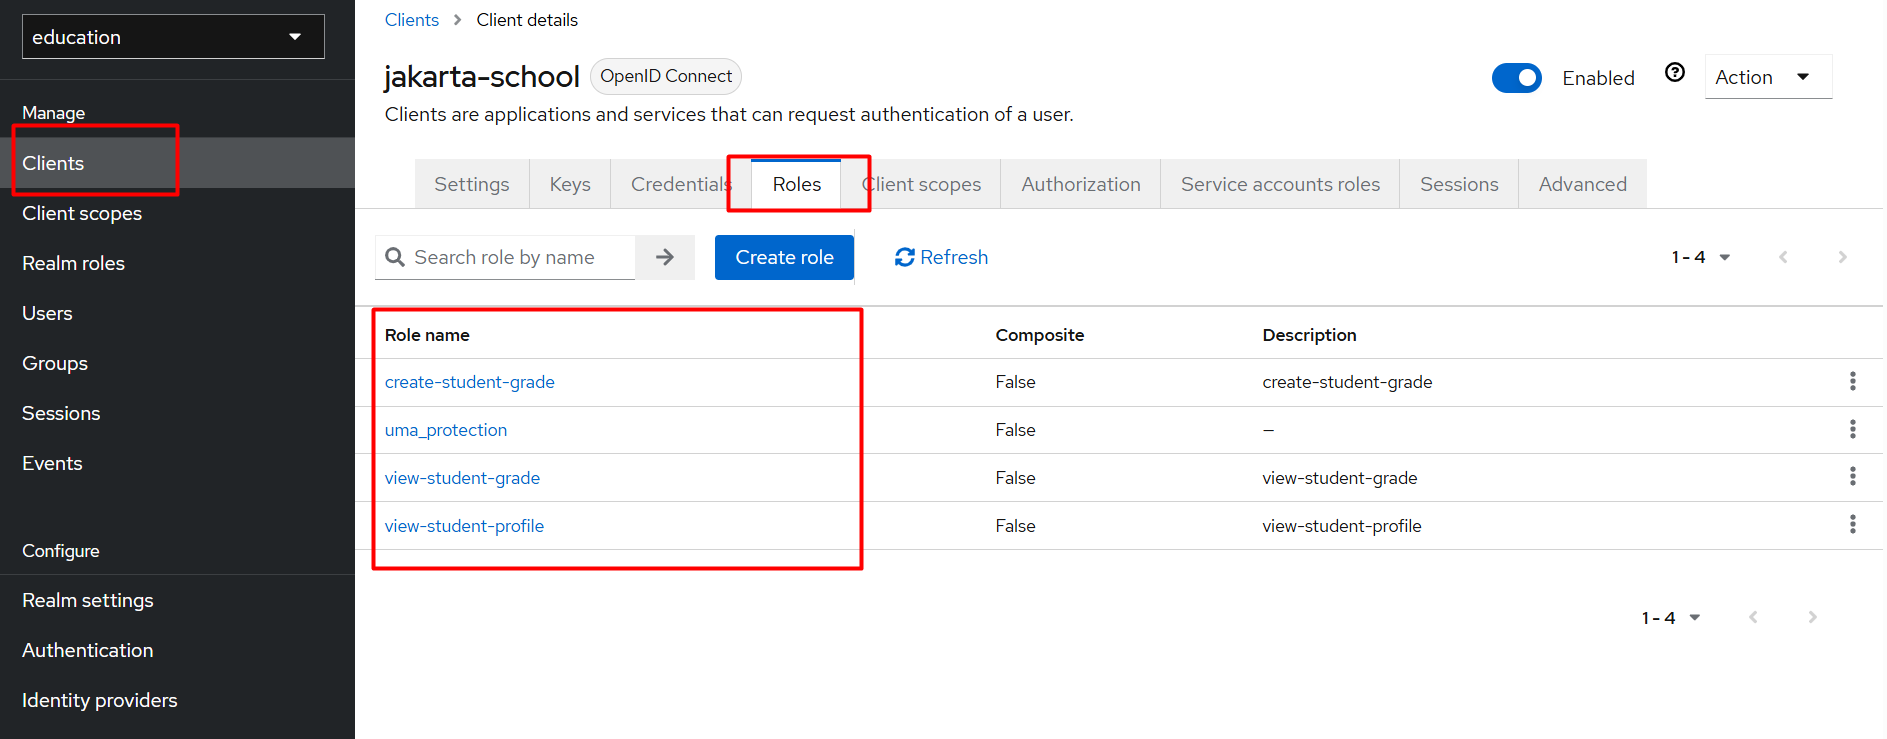 education
Manage
Clients
Client scopes
Realm roles
Users
Groups
Sessions
Events
Configure
Realm settings
Authentication
Identity providers
Clients > Client details
jakarta-school OpenID Connect
Enabled
Action
Clients are applications and services that can request authentication of a user.
Settings Keys Credentials Roles Client scopes Authorization Service accounts roles Sessions Advanced
Search role by name Create role Refresh 1 - 4
Role name Composite Description
create-student-grade False create-student-grade
uma_protection False —
view-student-grade False view-student-grade
view-student-profile False view-student-profile
1 - 4